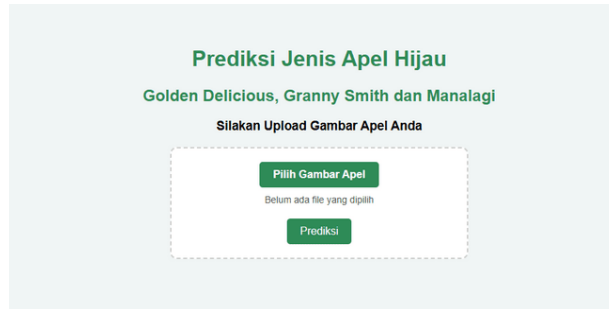 Prediksi Jenis Apel Hijau
Golden Delicious, Granny Smith dan Manalagi
Silakan Upload Gambar Apel Anda
Pilih Gambar Apel
Belum ada file yang dipilih
Prediksi